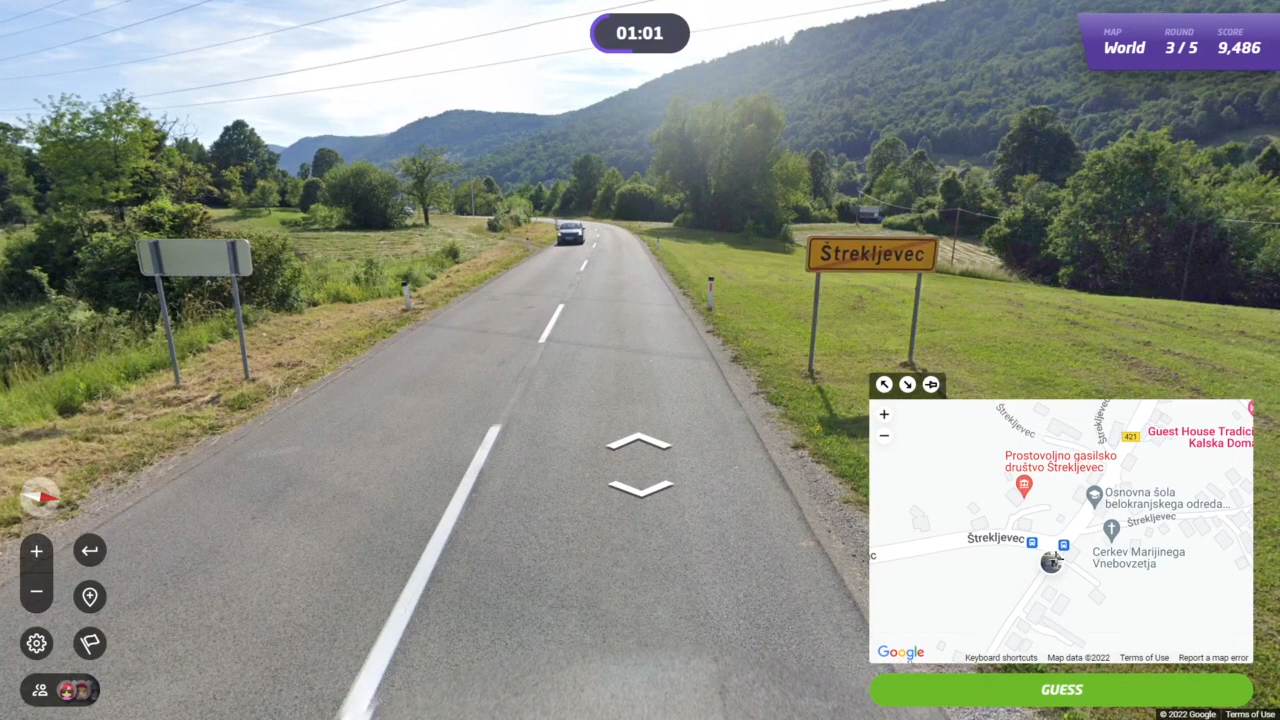 01:01
MAP
World
ROUND
3 / 5
SCORE
9,486
Štrekljevec
Štrekljevec
Štrekljevec
421
Guest House Tradici
Kalska Doma
Prostovoljno gasilsko
društvo Štrekljevec
Osnovna šola
belokranjskega odreda...
Štrekljevec
Štrekljevec
c
Cerkev Marijinega
Vnebovzetja
Google
Keyboard shortcuts
Map data ©2022
Terms of Use
Report a map error
GUESS
© 2022 Google
Terms of Use